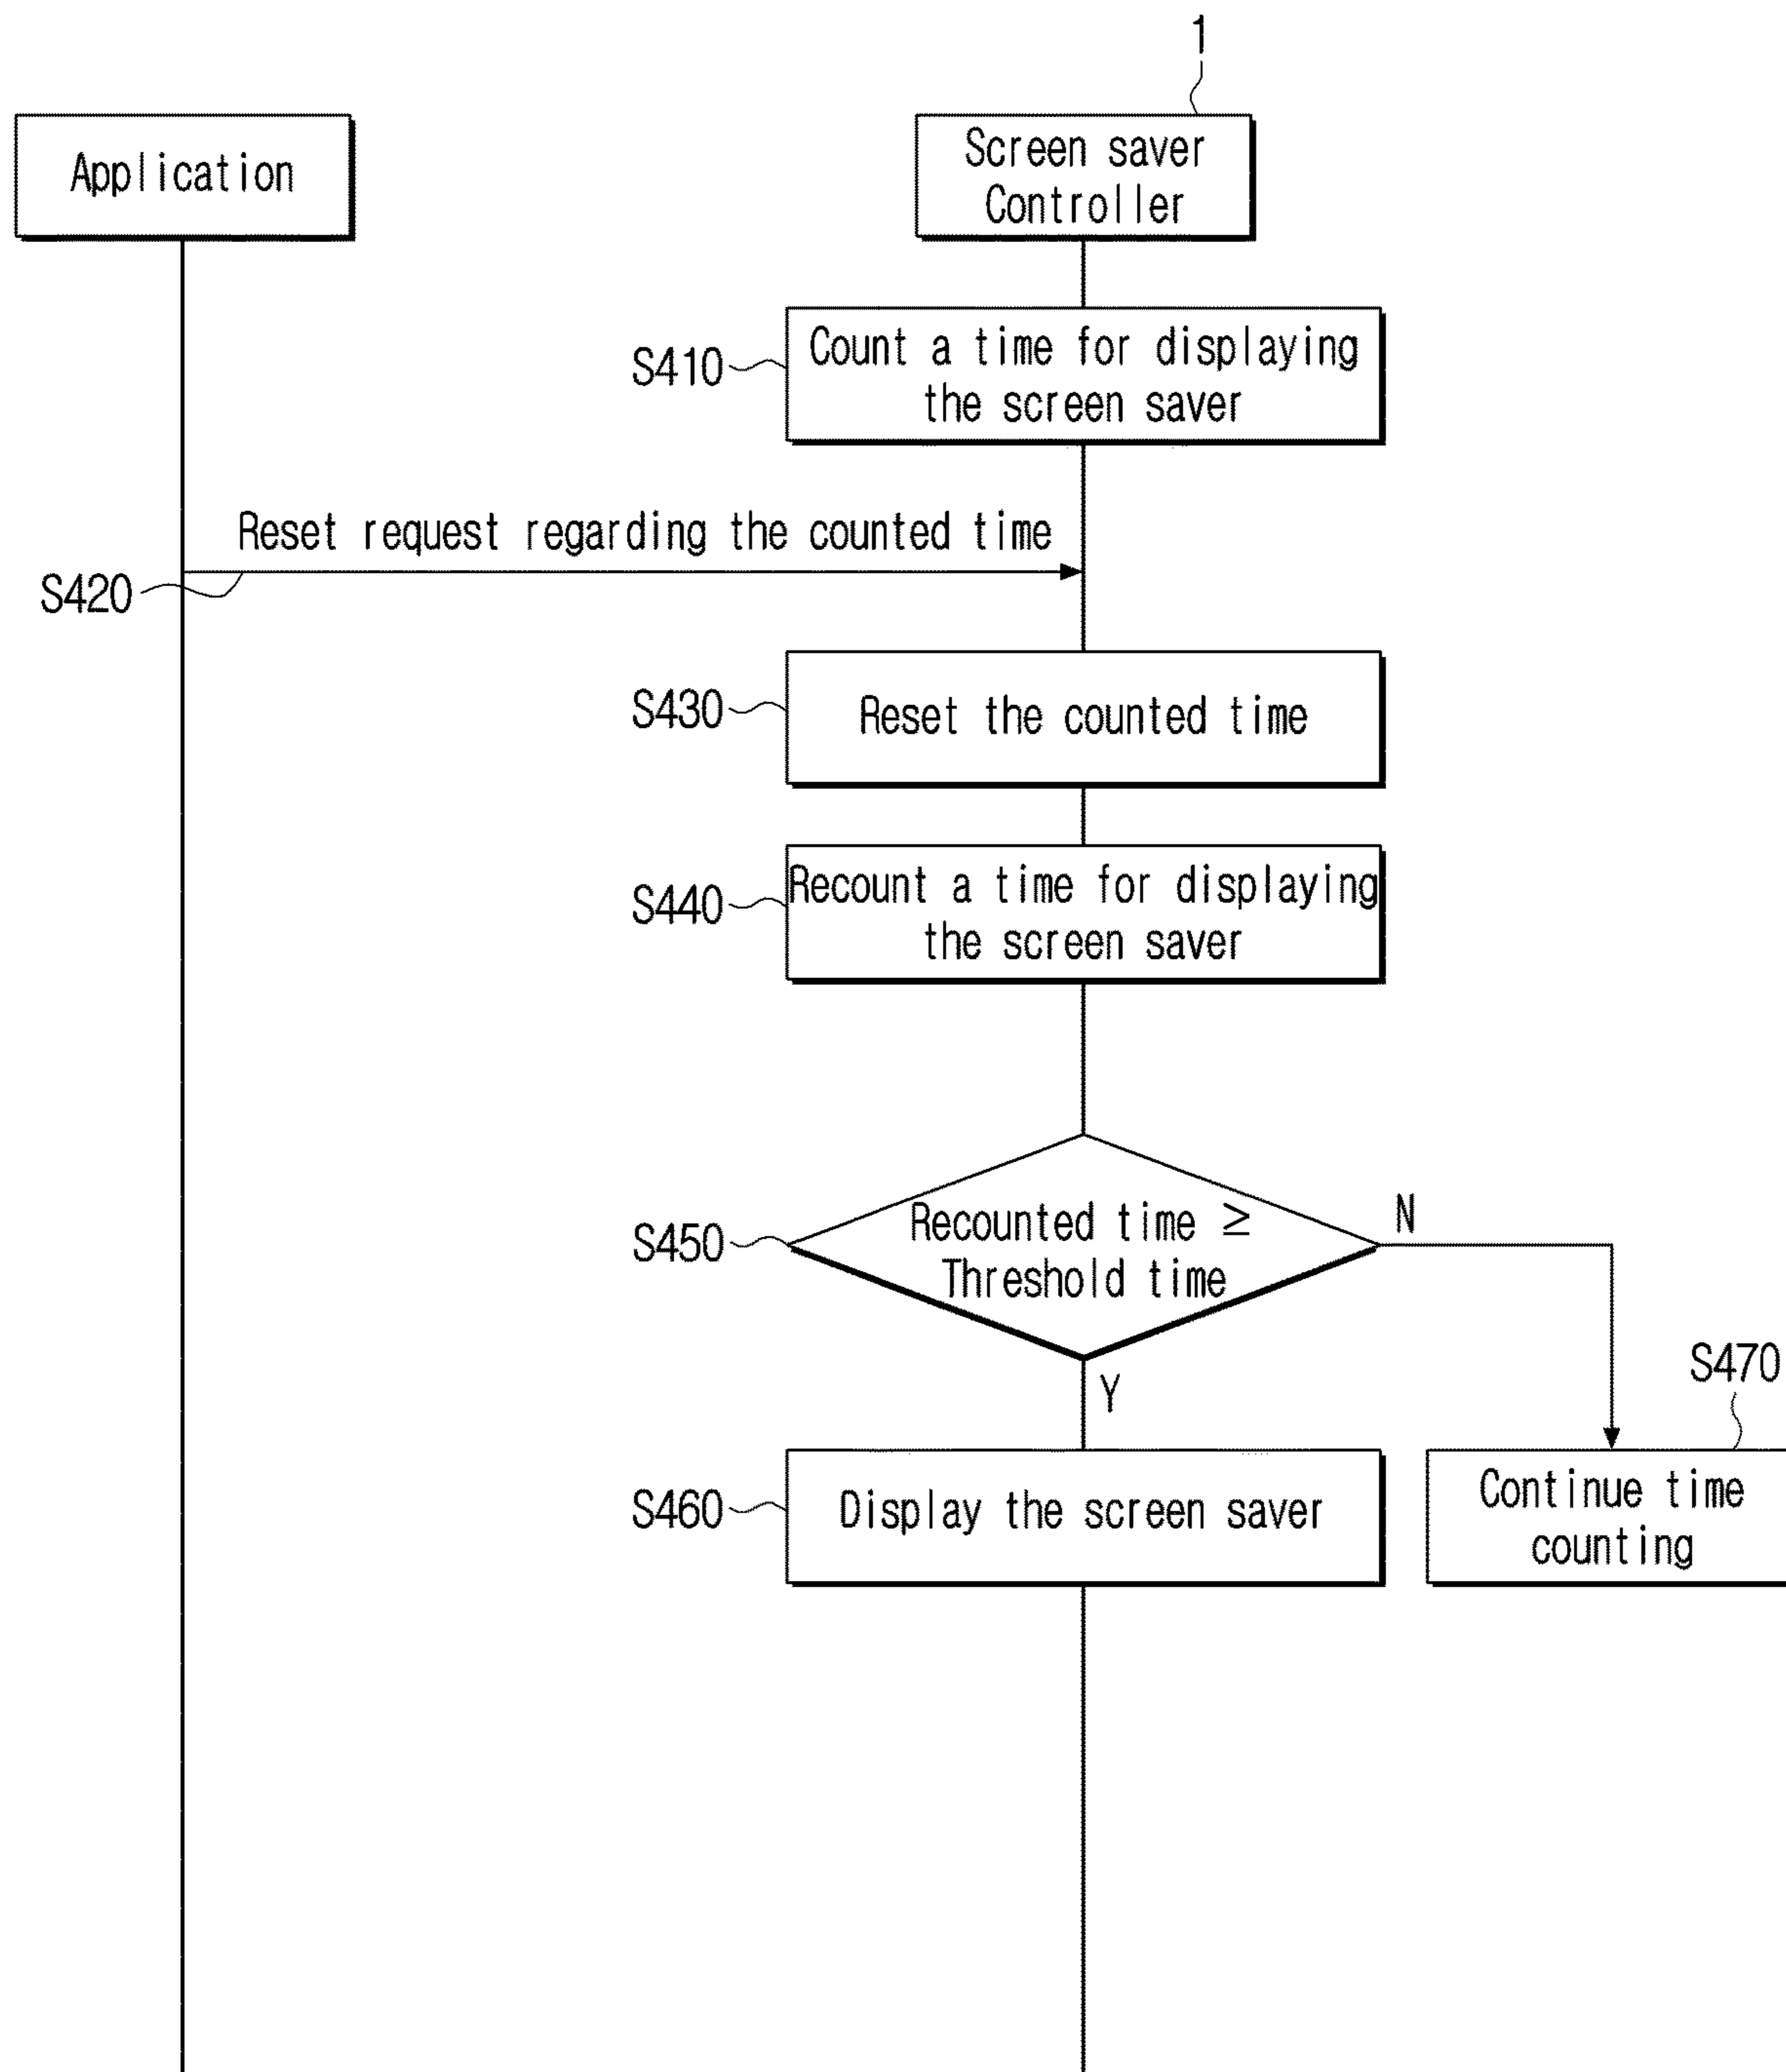 1
Application
Screen saver
Controller
S410
Count a time for displaying
the screen saver
Reset request regarding the counted time
S420
S430
Reset the counted time
S440
Recount a time for displaying
the screen saver
S450
Recounted time ≥
Threshold time
N
Y
S470
S460
Display the screen saver
Continue time
counting